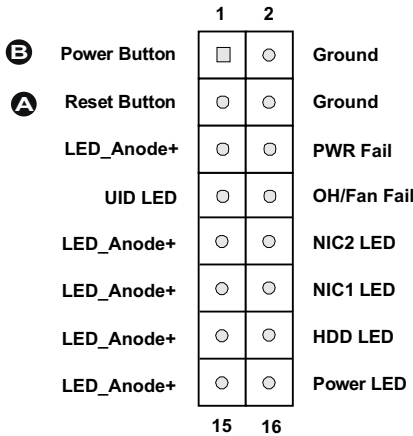 1 2
B Power Button Ground
A Reset Button Ground
LED_Anode+ PWR Fail
UID LED OH/Fan Fail
LED_Anode+ NIC2 LED
LED_Anode+ NIC1 LED
LED_Anode+ HDD LED
LED_Anode+ Power LED
15 16